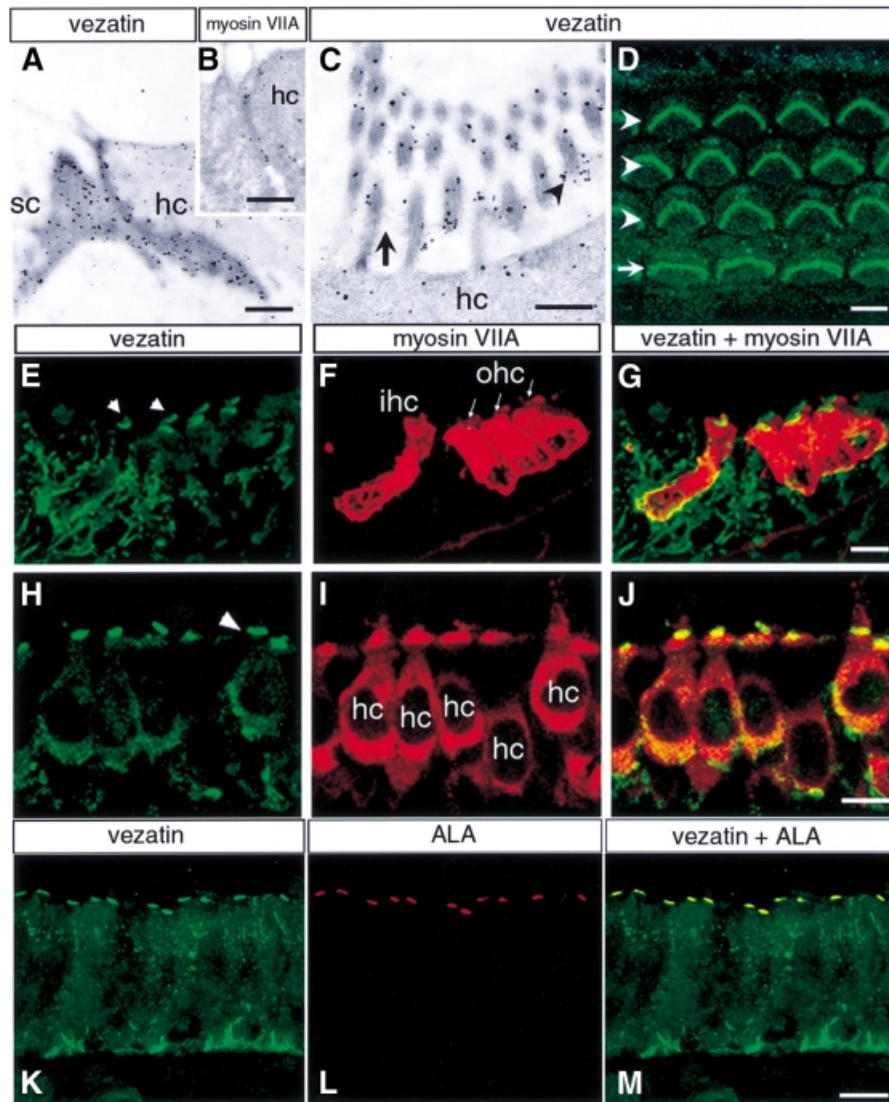 vezatin
myosin VIIA
vezatin
A
B
hc
C
D
sc
hc
hc
vezatin
myosin VIIA
vezatin + myosin VIIA
E
F
ihc
ohc
G
H
I
hc
hc
hc
hc
hc
J
vezatin
ALA
vezatin + ALA
K
L
M